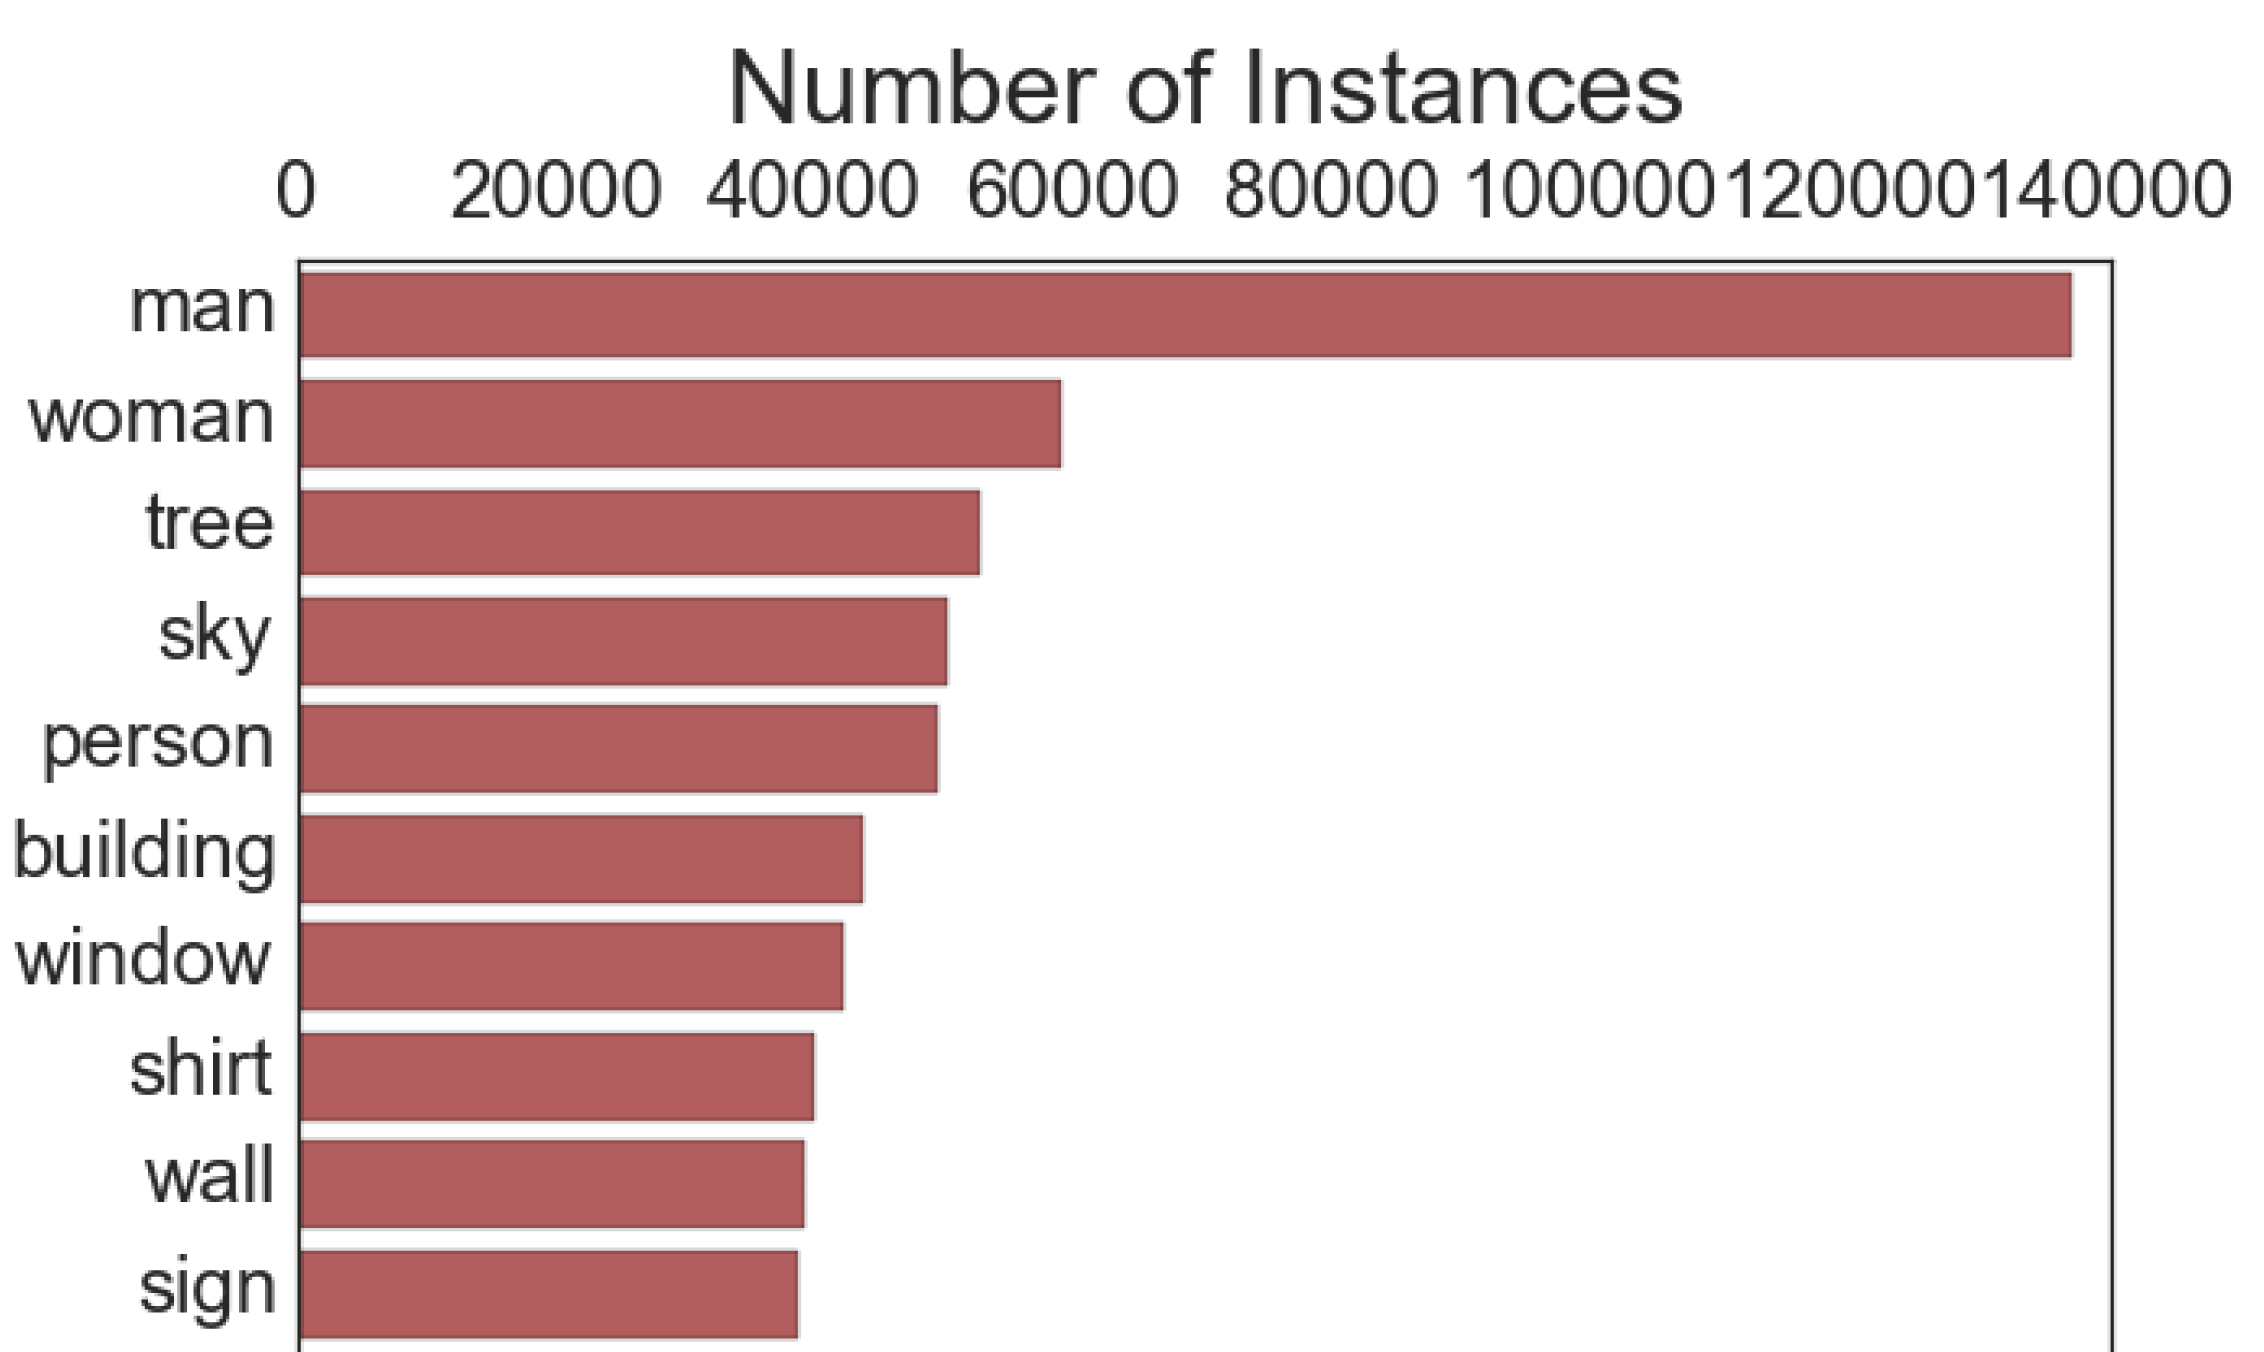 Number of Instances
0 20000 40000 60000 80000 100000 120000 140000
man
woman
tree
sky
person
building
window
shirt
wall
sign